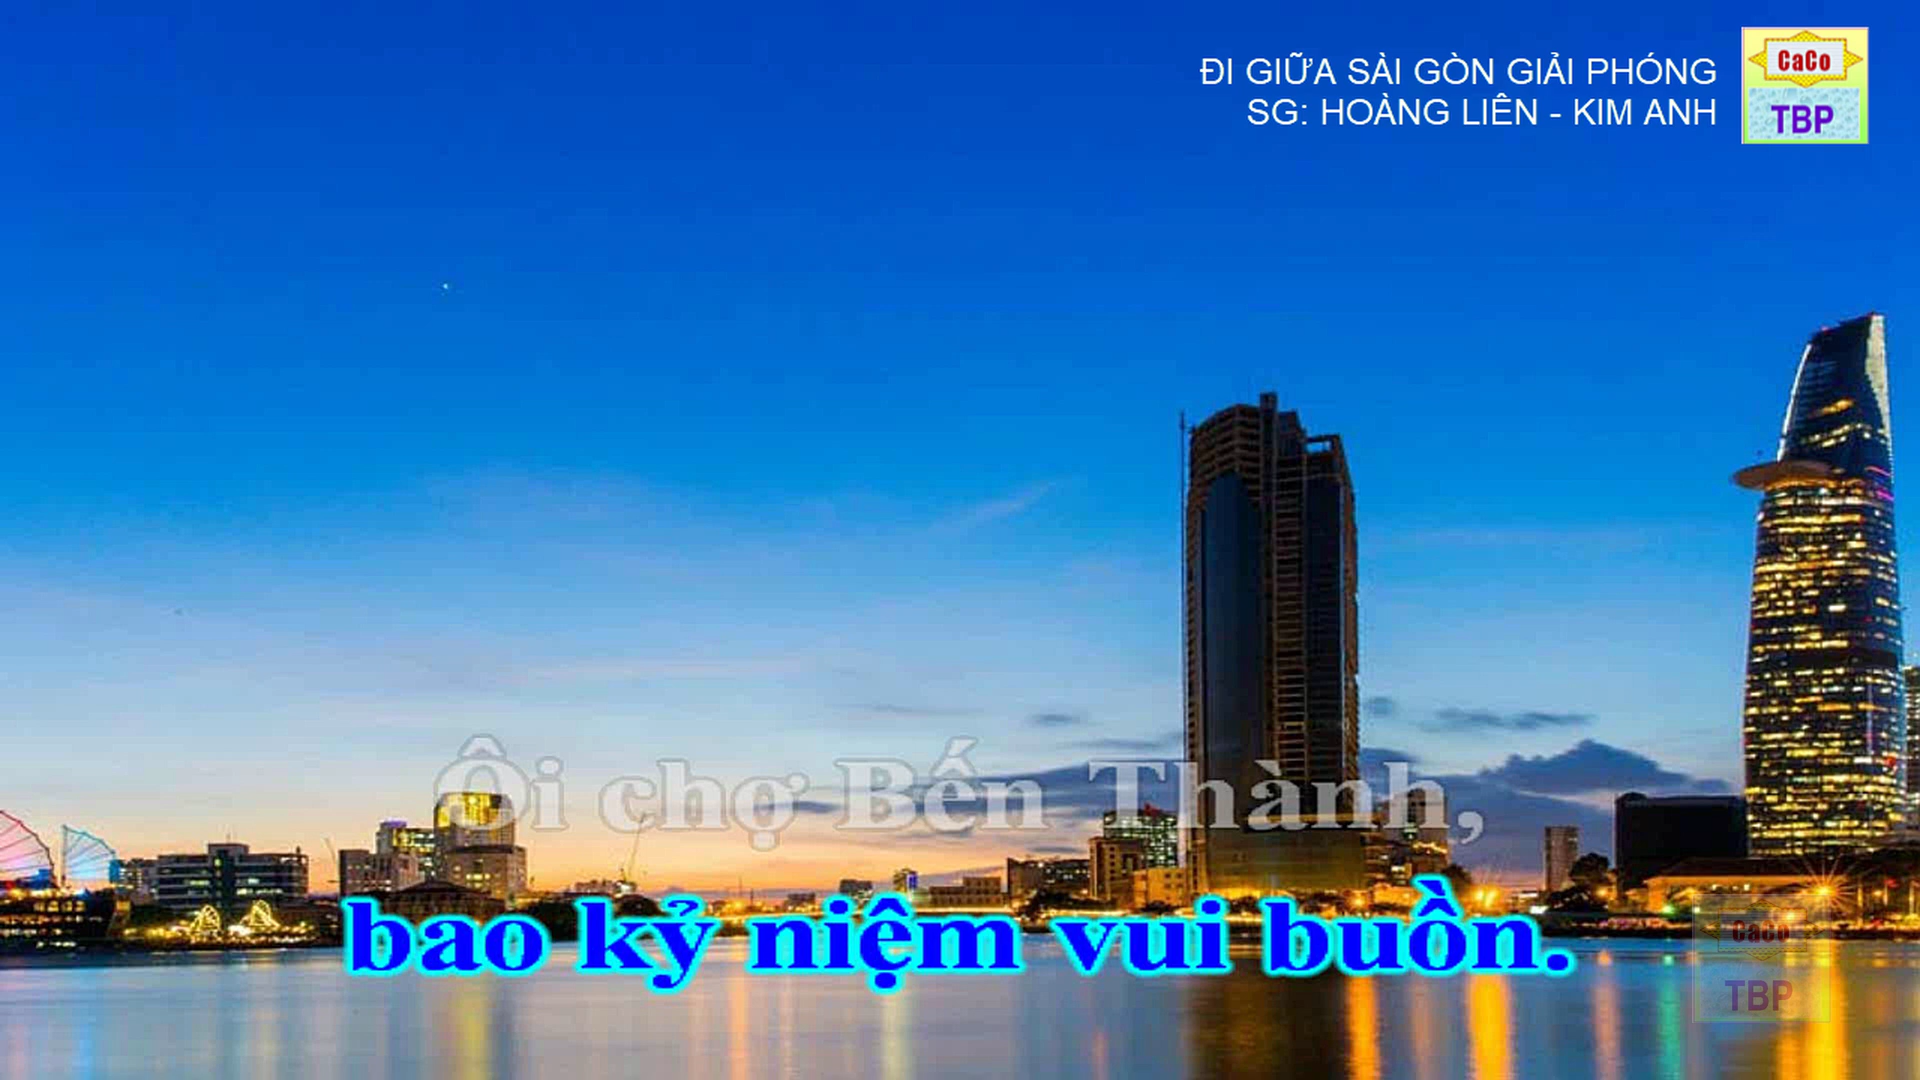 ĐI GIỮA SÀI GÒN GIẢI PHÓNG
SG: HOÀNG LIÊN - KIM ANH
CaCo
TBP
Ôi chợ Bến Thành,
bao kỷ niệm vui buồn.
CaCo
TBP